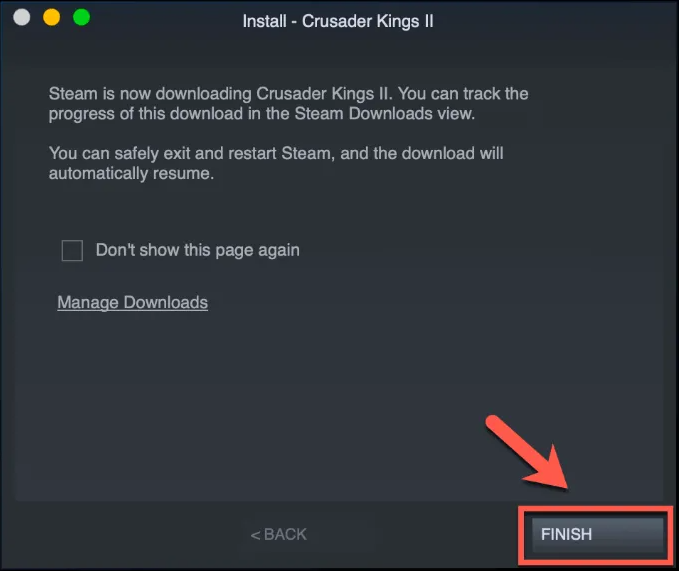 Install - Crusader Kings II
Steam is now downloading Crusader Kings II. You can track the
progress of this download in the Steam Downloads view.
You can safely exit and restart Steam, and the download will
automatically resume.
Don't show this page again
Manage Downloads
< BACK
FINISH